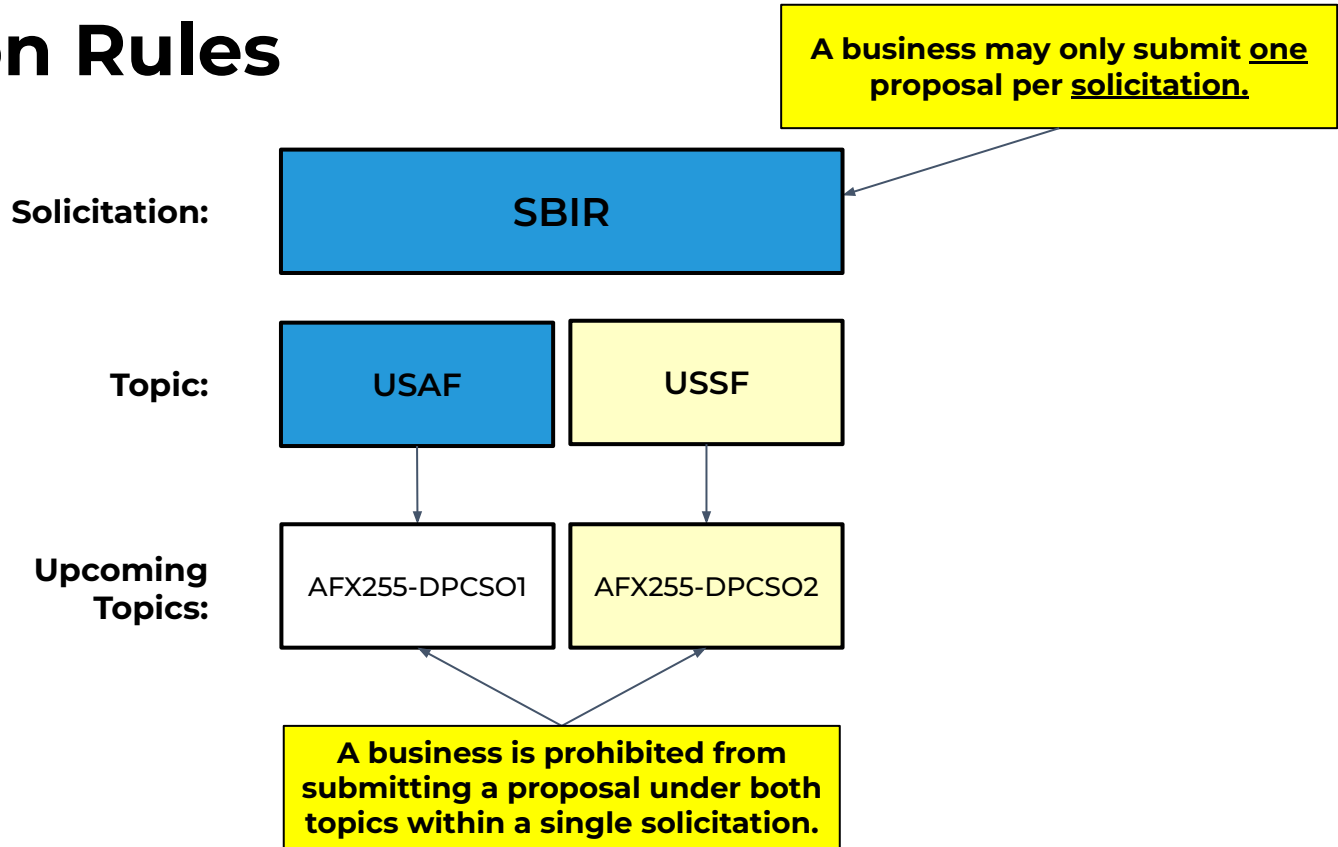 on Rules
A business may only submit one
proposal per solicitation.
Solicitation:
SBIR
Topic:
USAF
USSF
Upcoming
Topics:
AFX255-DPCSO1
AFX255-DPCSO2
A business is prohibited from
submitting a proposal under both
topics within a single solicitation.